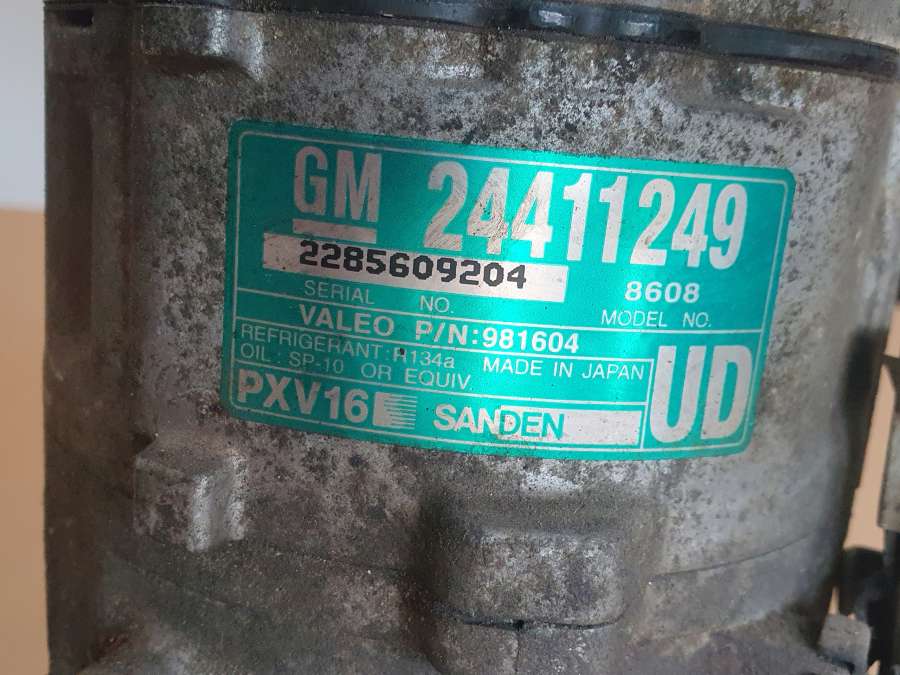 GM 24411249
2285609204 8608
SERIAL NO. MODEL NO.
VALEO P/N:981604
REFRIGERANT:R134a MADE IN JAPAN
OIL:SP-10 OR EQUIV.
PXV16 SANDEN UD